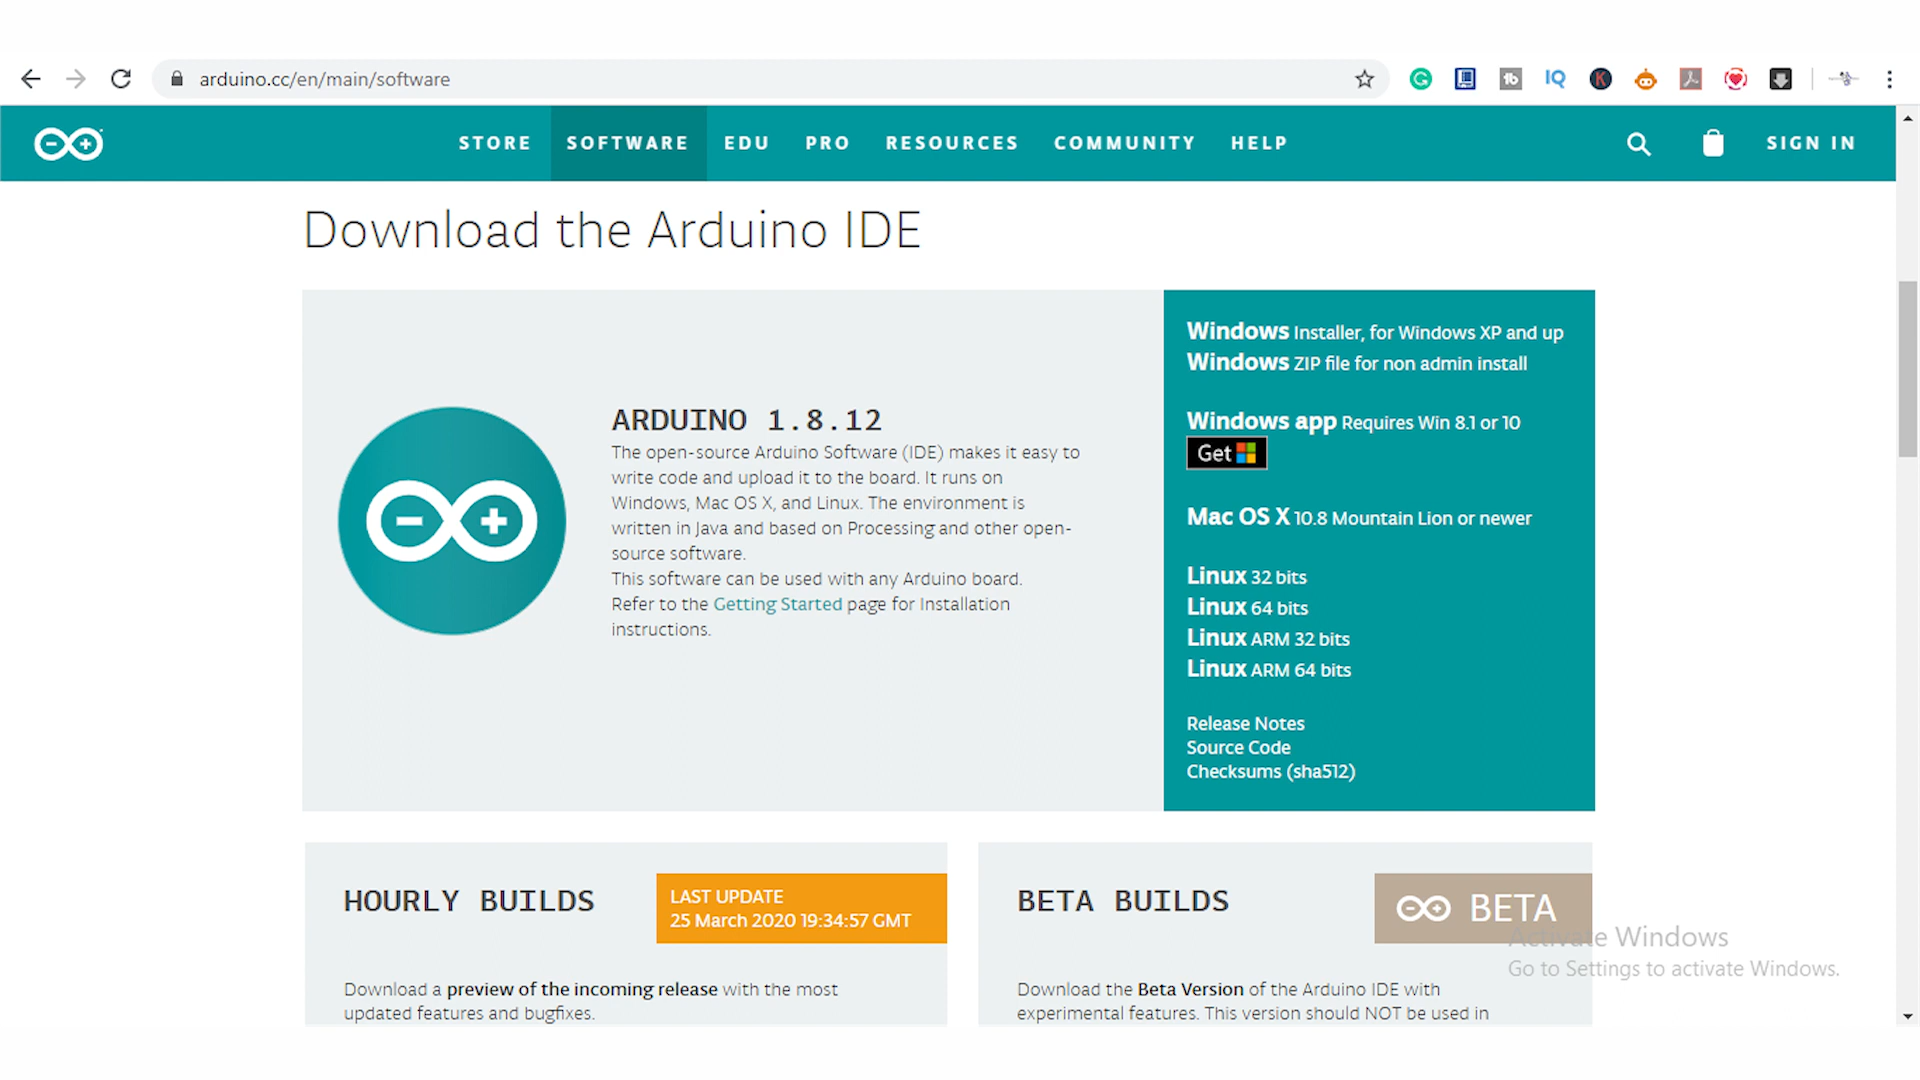 arduino.cc/en/main/software
STORE SOFTWARE EDU PRO RESOURCES COMMUNITY HELP SIGN IN
Download the Arduino IDE
ARDUINO 1.8.12
The open-source Arduino Software (IDE) makes it easy to
write code and upload it to the board. It runs on
Windows, Mac OS X, and Linux. The environment is
written in Java and based on Processing and other open-
source software.
This software can be used with any Arduino board.
Refer to the Getting Started page for Installation
instructions.
Windows Installer, for Windows XP and up
Windows ZIP file for non admin install
Windows app Requires Win 8.1 or 10
Get
Mac OS X 10.8 Mountain Lion or newer
Linux 32 bits
Linux 64 bits
Linux ARM 32 bits
Linux ARM 64 bits
Release Notes
Source Code
Checksums (sha512)
HOURLY BUILDS
LAST UPDATE
25 March 2020 19:34:57 GMT
Download a preview of the incoming release with the most
updated features and bugfixes.
BETA BUILDS
BETA
Download the Beta Version of the Arduino IDE with
experimental features. This version should NOT be used in
Activate Windows
Go to Settings to activate Windows.